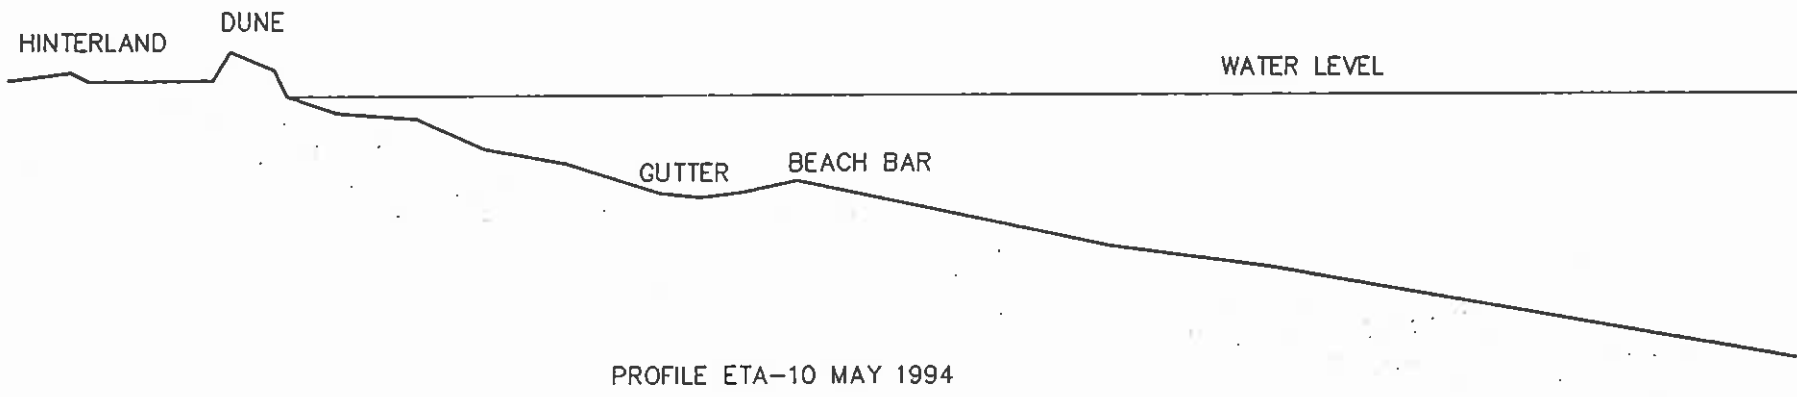 DUNE
HINTERLAND
WATER LEVEL
GUTTER
BEACH BAR
PROFILE ETA-10 MAY 1994